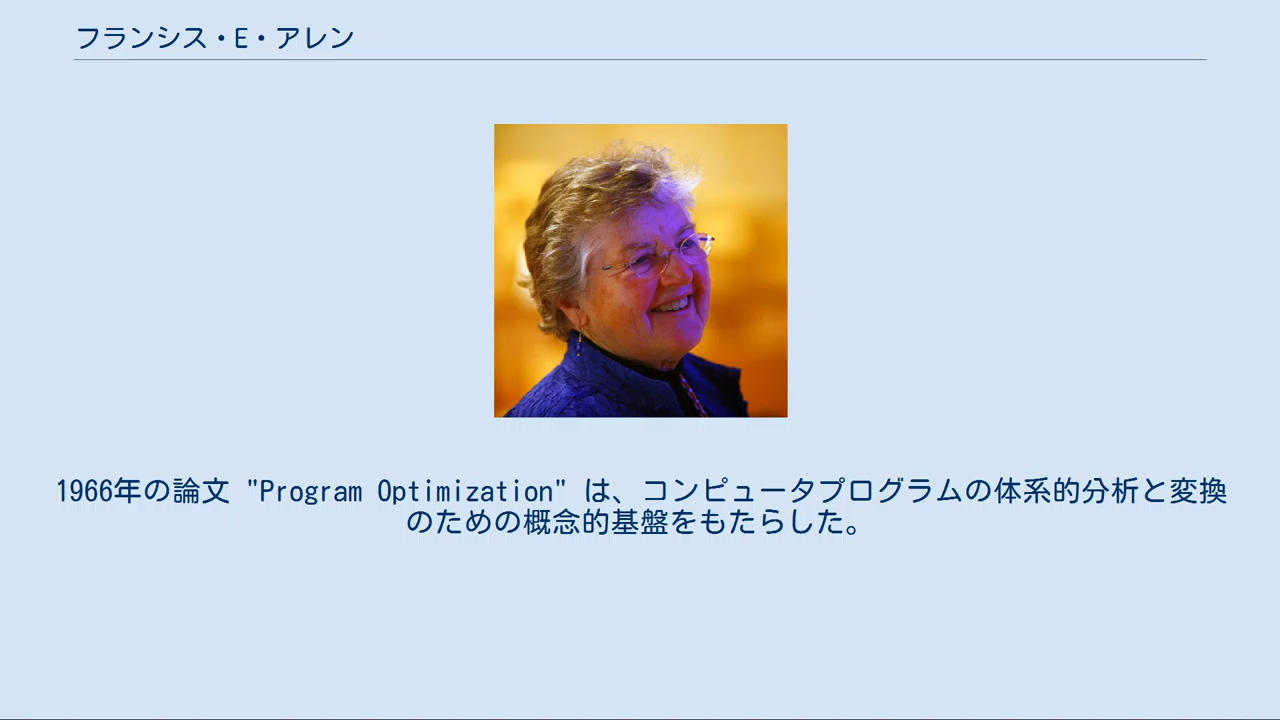 フランシス・E・アレン
1966年の論文 "Program Optimization" は、コンピュータプログラムの体系的分析と変換
のための概念的基盤をもたらした。